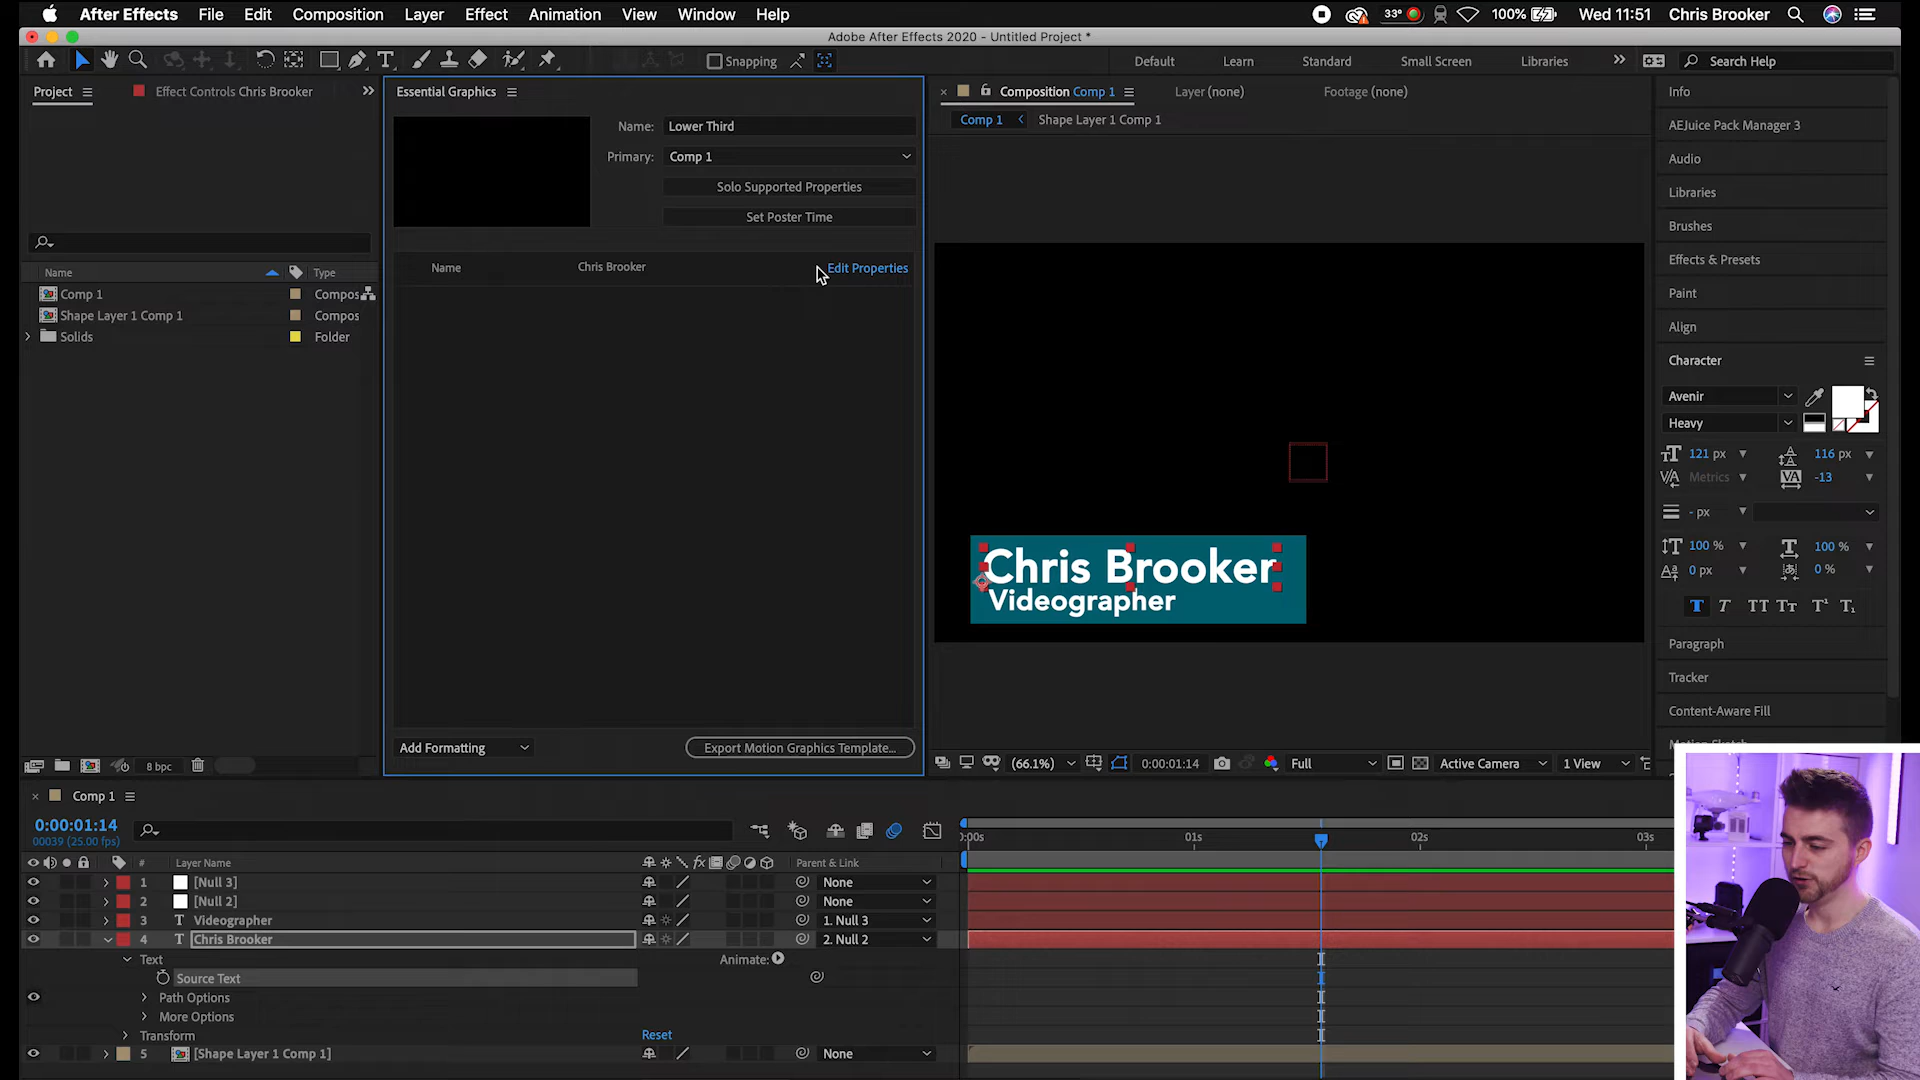 After Effects File Edit Composition Layer Effect Animation View Window Help 33° 100% Wed 11:51 Chris Brooker
Adobe After Effects 2020 - Untitled Project *
Snapping Default Learn Standard Small Screen Libraries Search Help
Project Effect Controls Chris Brooker Essential Graphics Composition Comp 1 Layer (none) Footage (none) Info
Comp 1 Shape Layer 1 Comp 1
Name: Lower Third
Primary: Comp 1
Solo Supported Properties
Set Poster Time
Name Chris Brooker Edit Properties
Name Type
Comp 1 Compos
Shape Layer 1 Comp 1 Compos
Solids Folder
AEJuice Pack Manager 3
Audio
Libraries
Brushes
Effects & Presets
Paint
Align
Character
Avenir
Heavy
121 px 116 px
Metrics -13
- px
100 % 100 %
0 px 0 %
T T TT Tт T¹ T₁
Paragraph
Tracker
Content-Aware Fill
Chris Brooker
Videographer
Add Formatting Export Motion Graphics Template...
8 bpc (66.1%) 0:00:01:14 Full Active Camera 1 View
Comp 1
0:00:01:14
00039 (25.00 fps)
:00s 01s 02s 03s
# Layer Name fx Parent & Link
1 [Null 3] None
2 [Null 2] None
3 T Videographer 1. Null 3
4 T Chris Brooker 2. Null 2
Text Animate:
Source Text
Path Options
More Options
Transform Reset
5 [Shape Layer 1 Comp 1] None